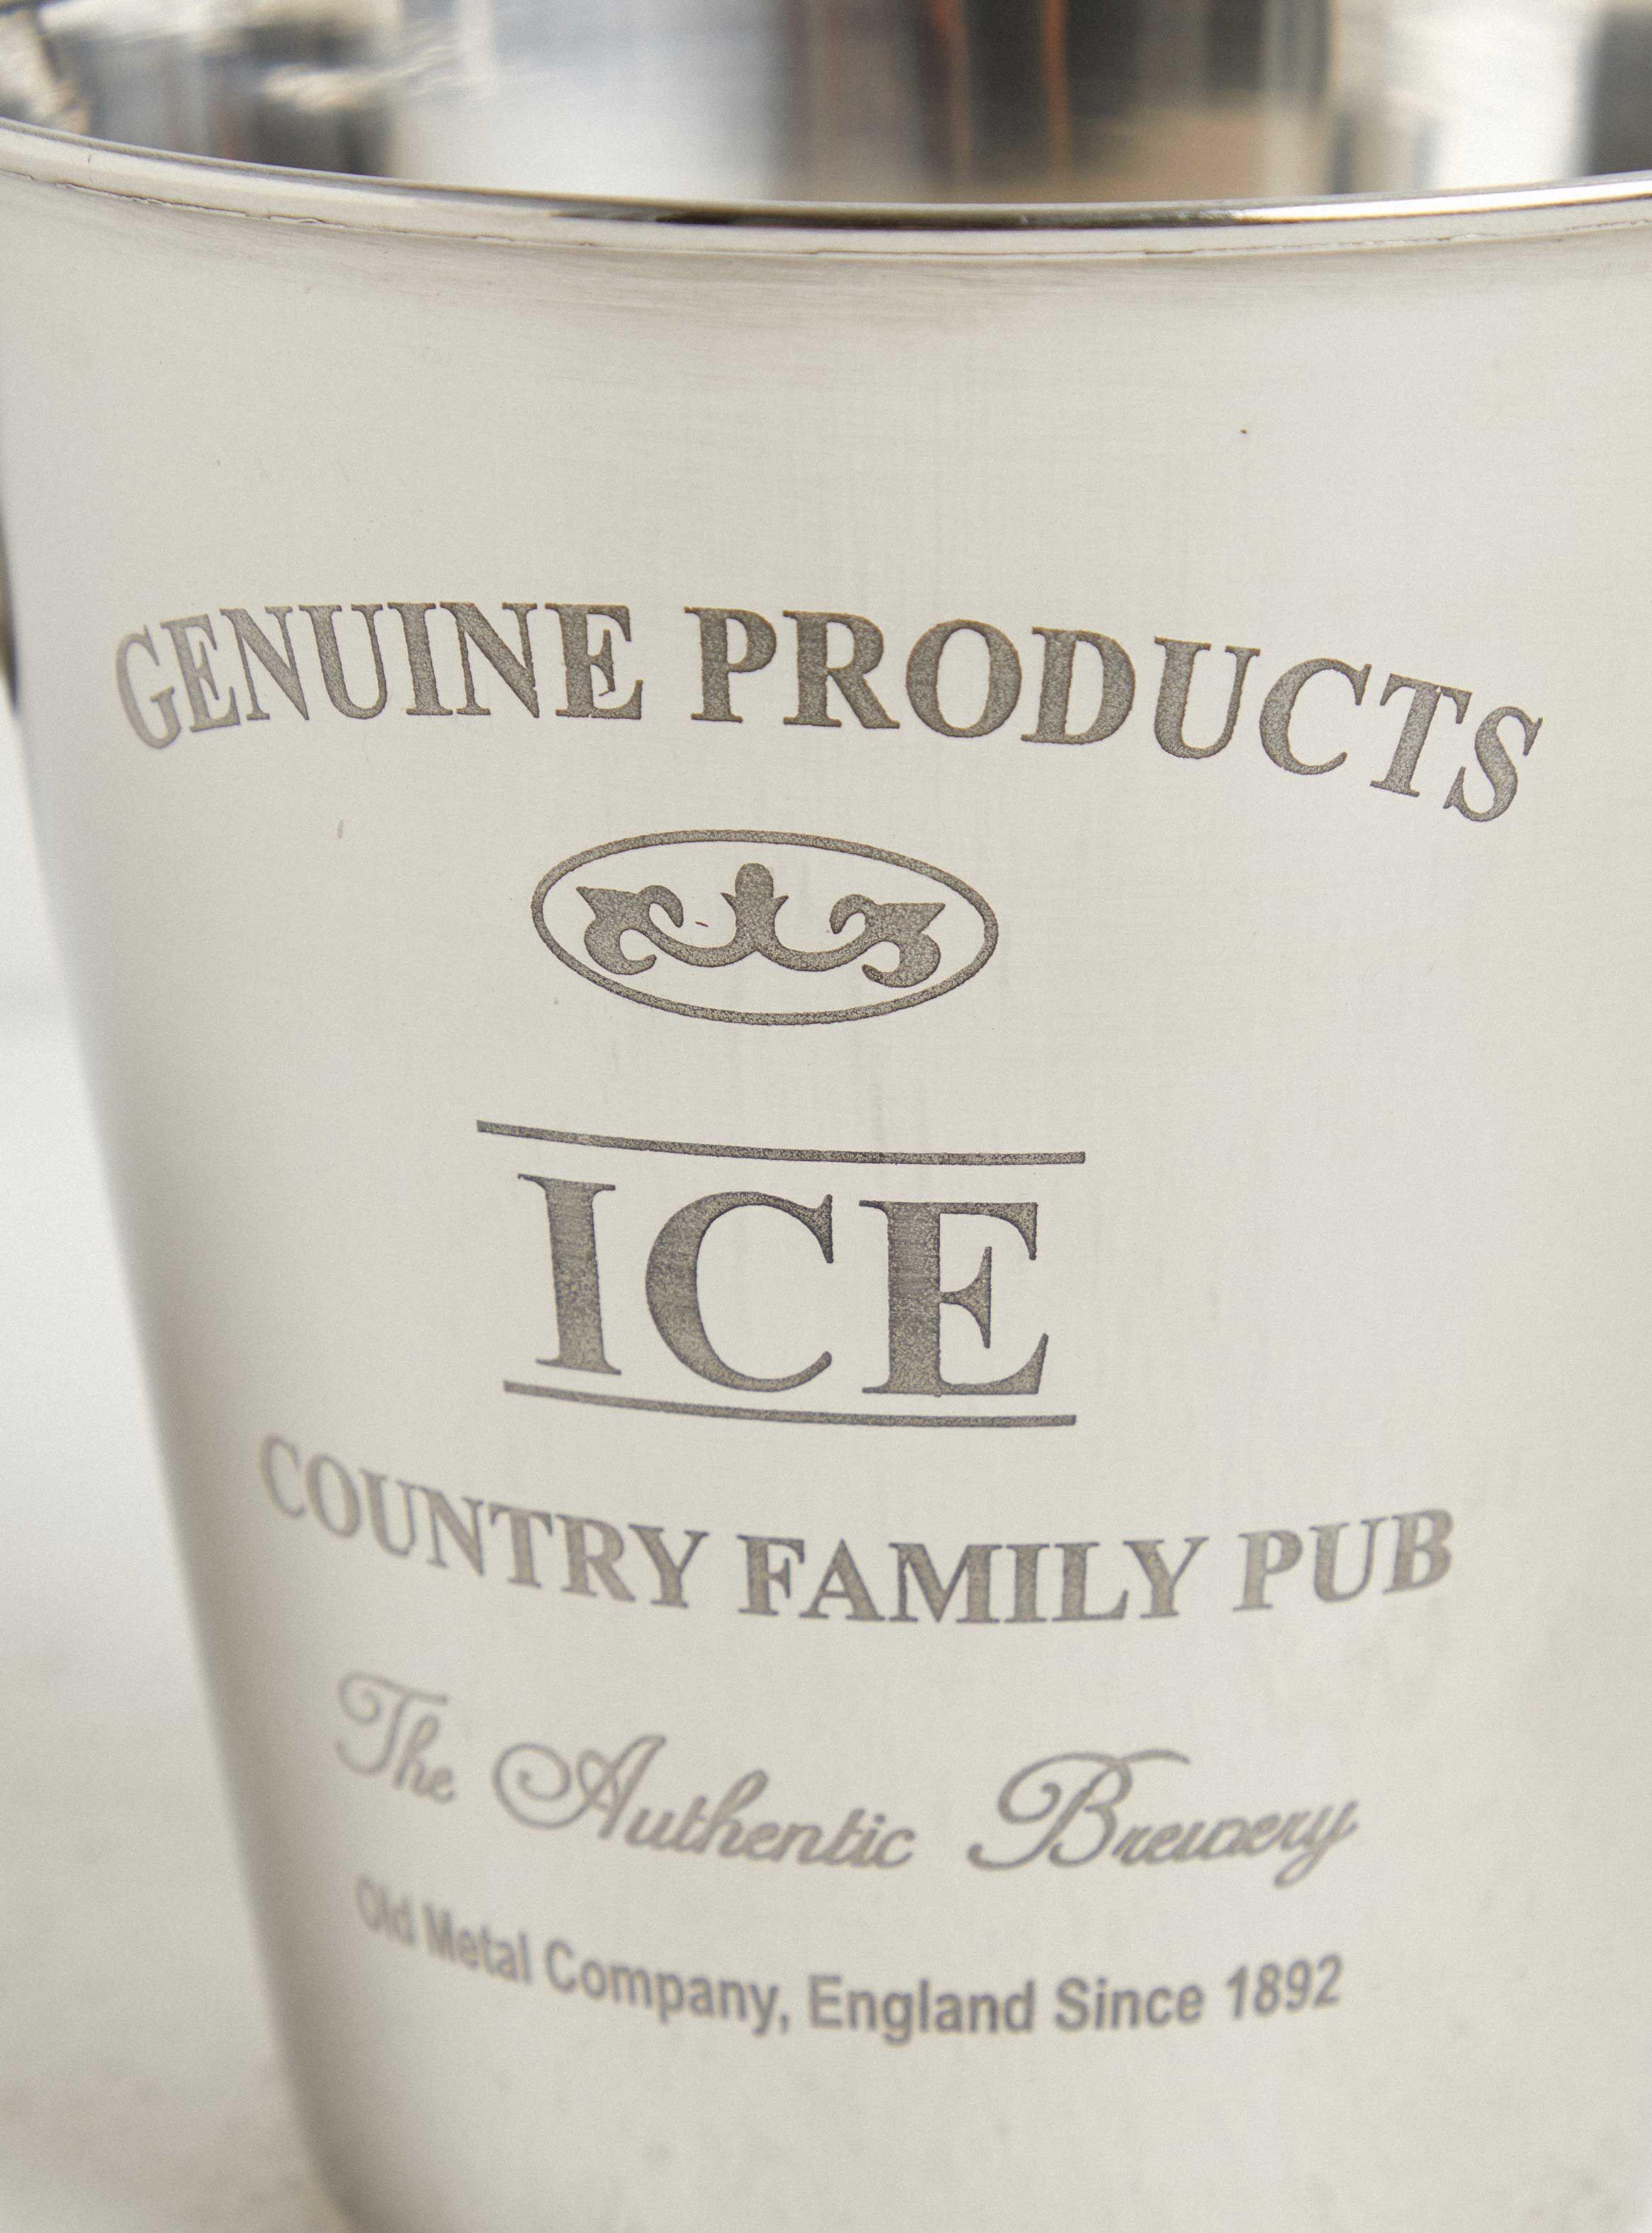 GENUINE PRODUCTS
ICE
COUNTRY FAMILY PUB
The Authentic Brewery
Old Metal Company, England Since 1892